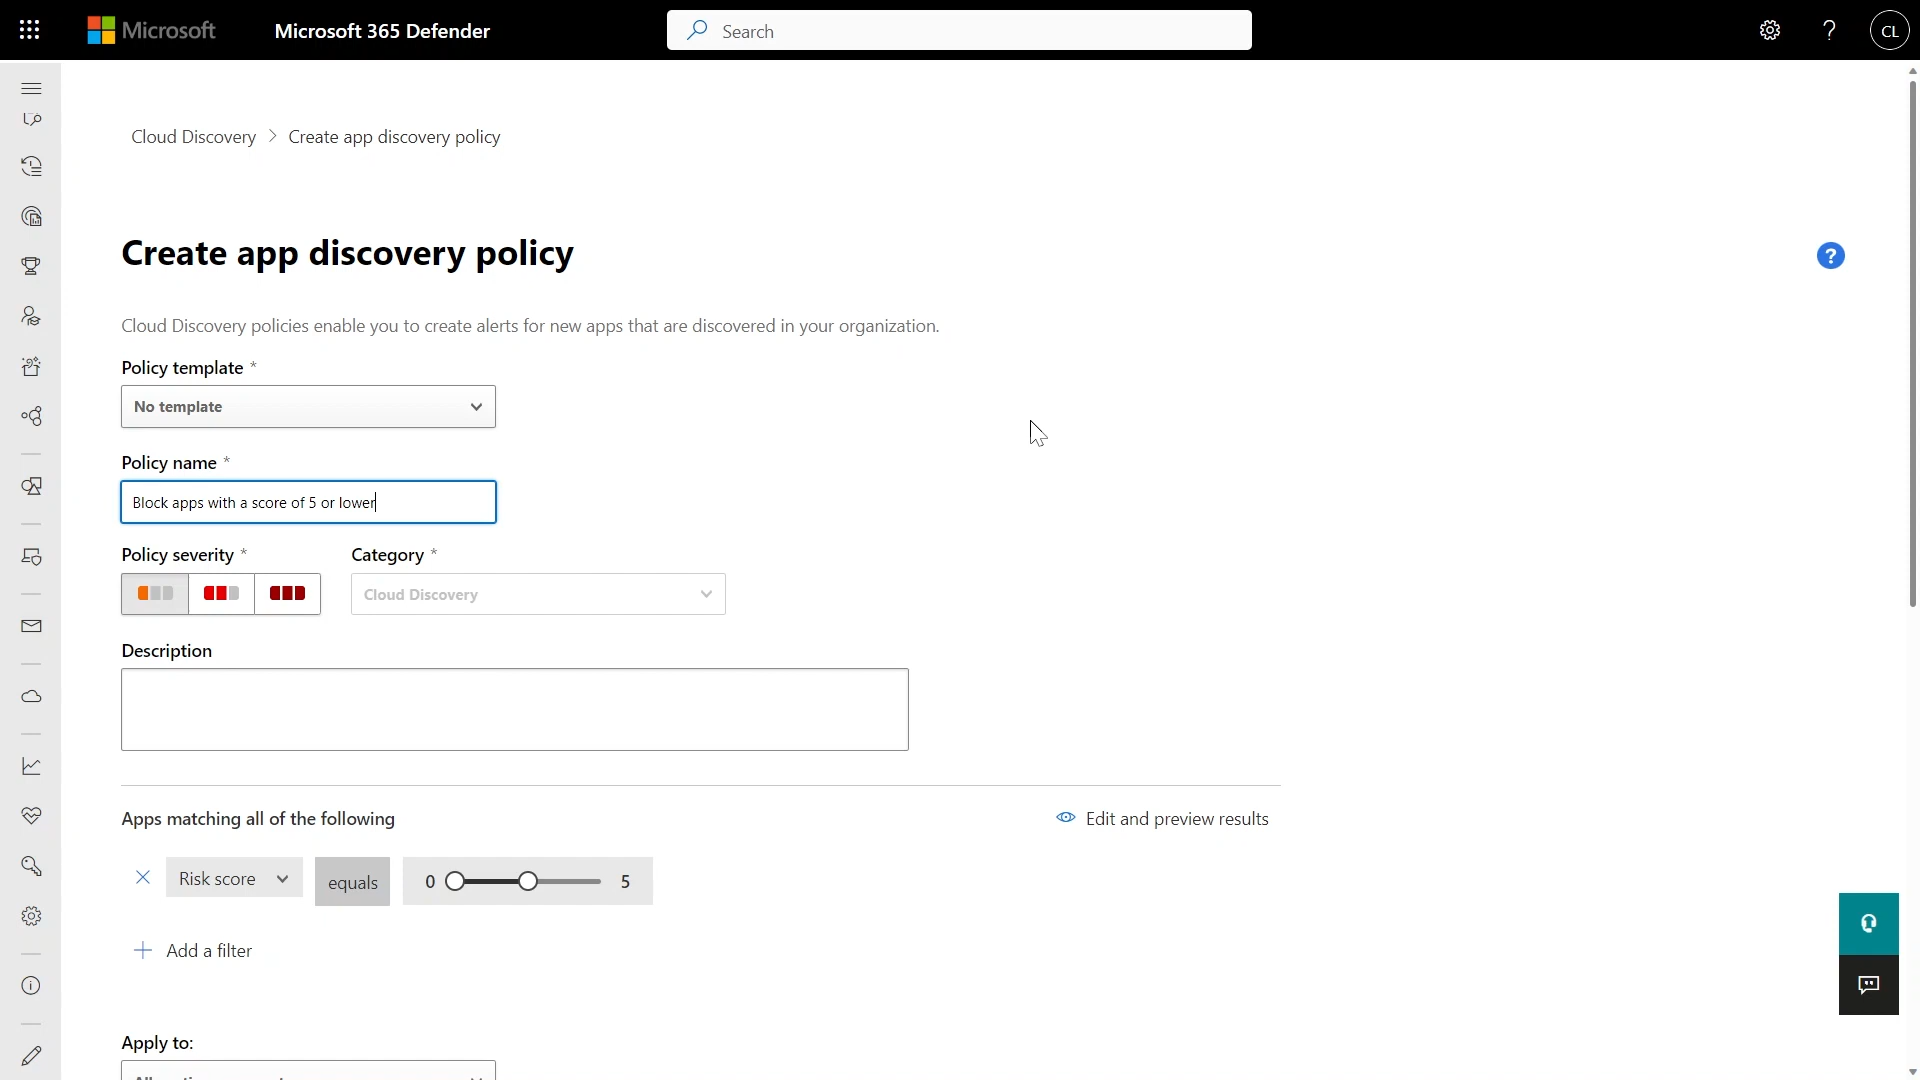 Microsoft
Microsoft 365 Defender
Search
?
CL
Cloud Discovery > Create app discovery policy
Create app discovery policy
?
Cloud Discovery policies enable you to create alerts for new apps that are discovered in your organization.
Policy template *
No template
Policy name *
Block apps with a score of 5 or lower
Policy severity *
Category *
Cloud Discovery
Description
Apps matching all of the following
Edit and preview results
Risk score
equals
0
5
Add a filter
Apply to: